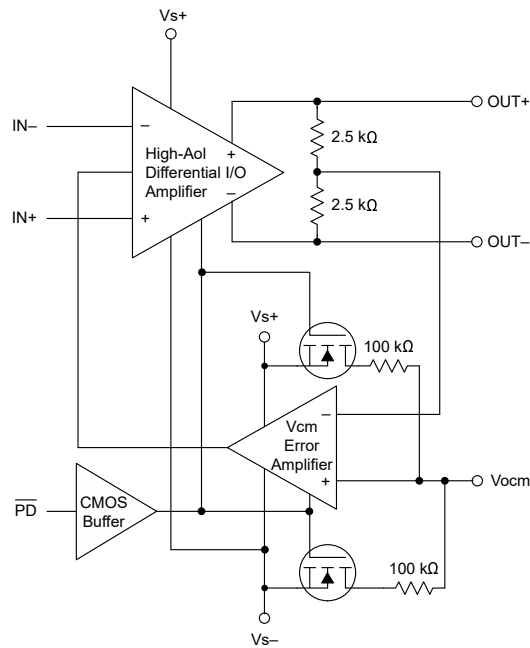 Vs+
OUT+
IN–
–
High-Aol
Differential I/O
Amplifier
+
–
2.5 kΩ
2.5 kΩ
IN+
+
OUT–
Vs+
100 kΩ
–
Vcm
Error
Amplifier
+
Vocm
PD
CMOS
Buffer
100 kΩ
Vs–